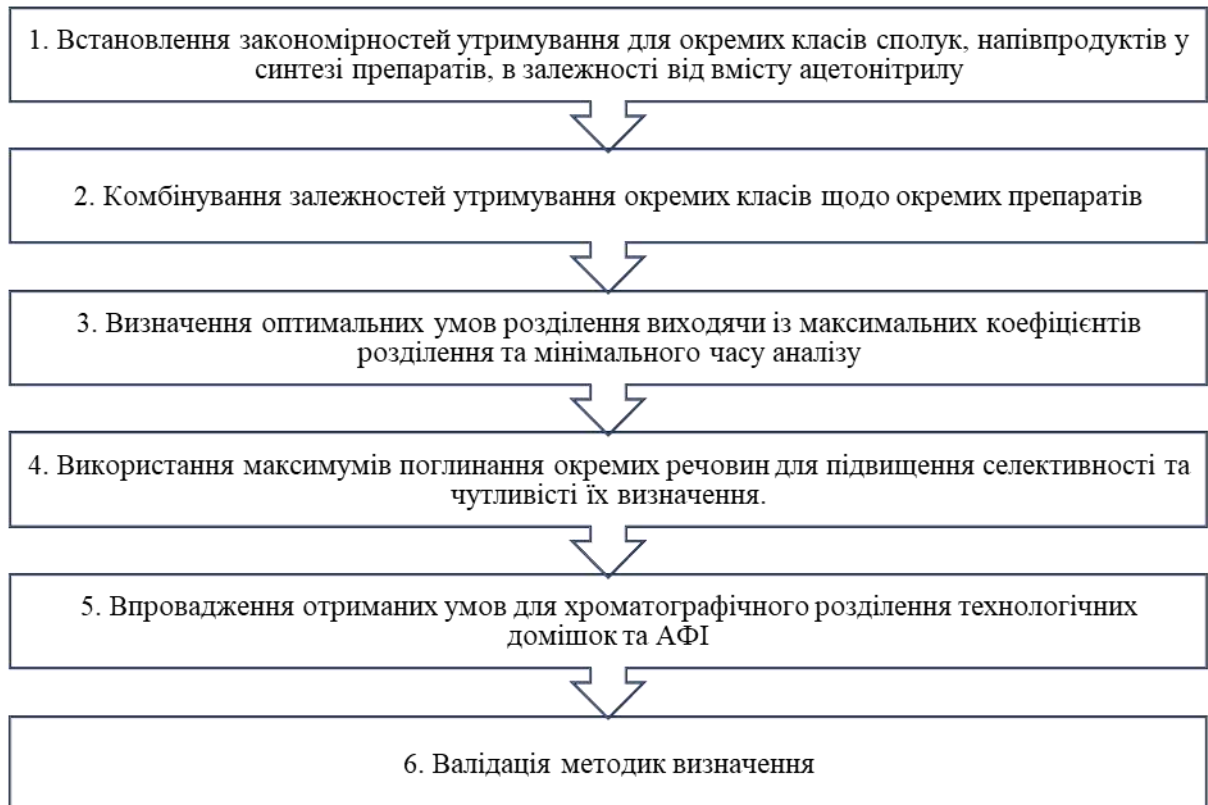 1. Встановлення закономірностей утримування для окремих класів сполук, напівпродуктів у
синтезі препаратів, в залежності від вмісту ацетонітрилу
2. Комбінування залежностей утримування окремих класів щодо окремих препаратів
3. Визначення оптимальних умов розділення виходячи із максимальних коефіцієнтів
розділення та мінімального часу аналізу
4. Використання максимумів поглинання окремих речовин для підвищення селективності та
чутливісті їх визначення.
5. Впровадження отриманих умов для хроматографічного розділення технологічних
домішок та АФІ
6. Валідація методик визначення